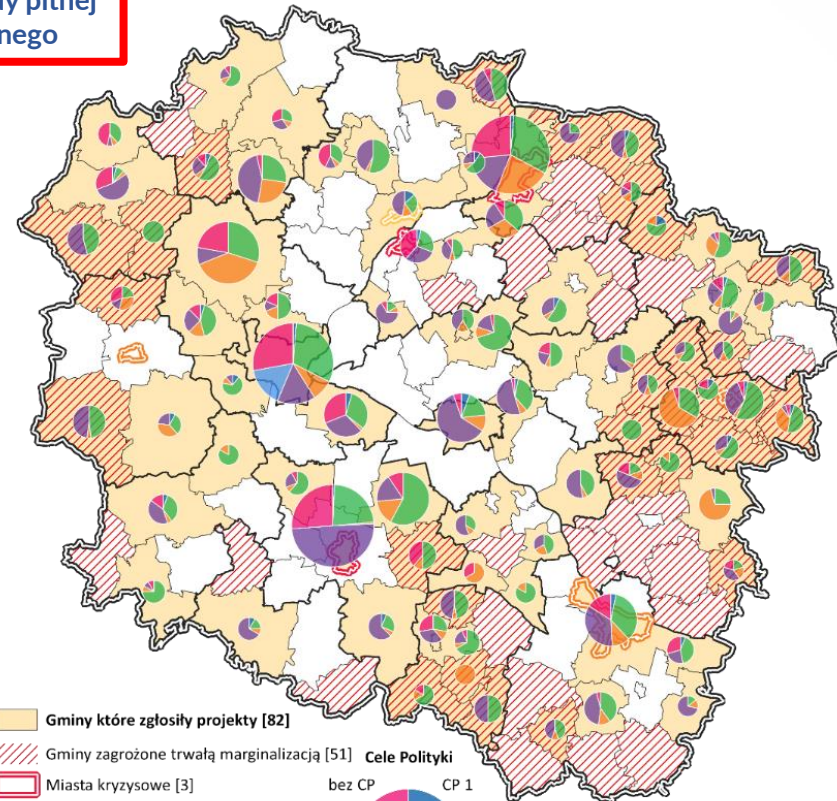 dy pitnej
nego
Gminy które zgłosiły projekty [82]
Gminy zagrożone trwałą marginalizacją [51]
Cele Polityki
Miasta kryzysowe [3]
bez CP
CP 1